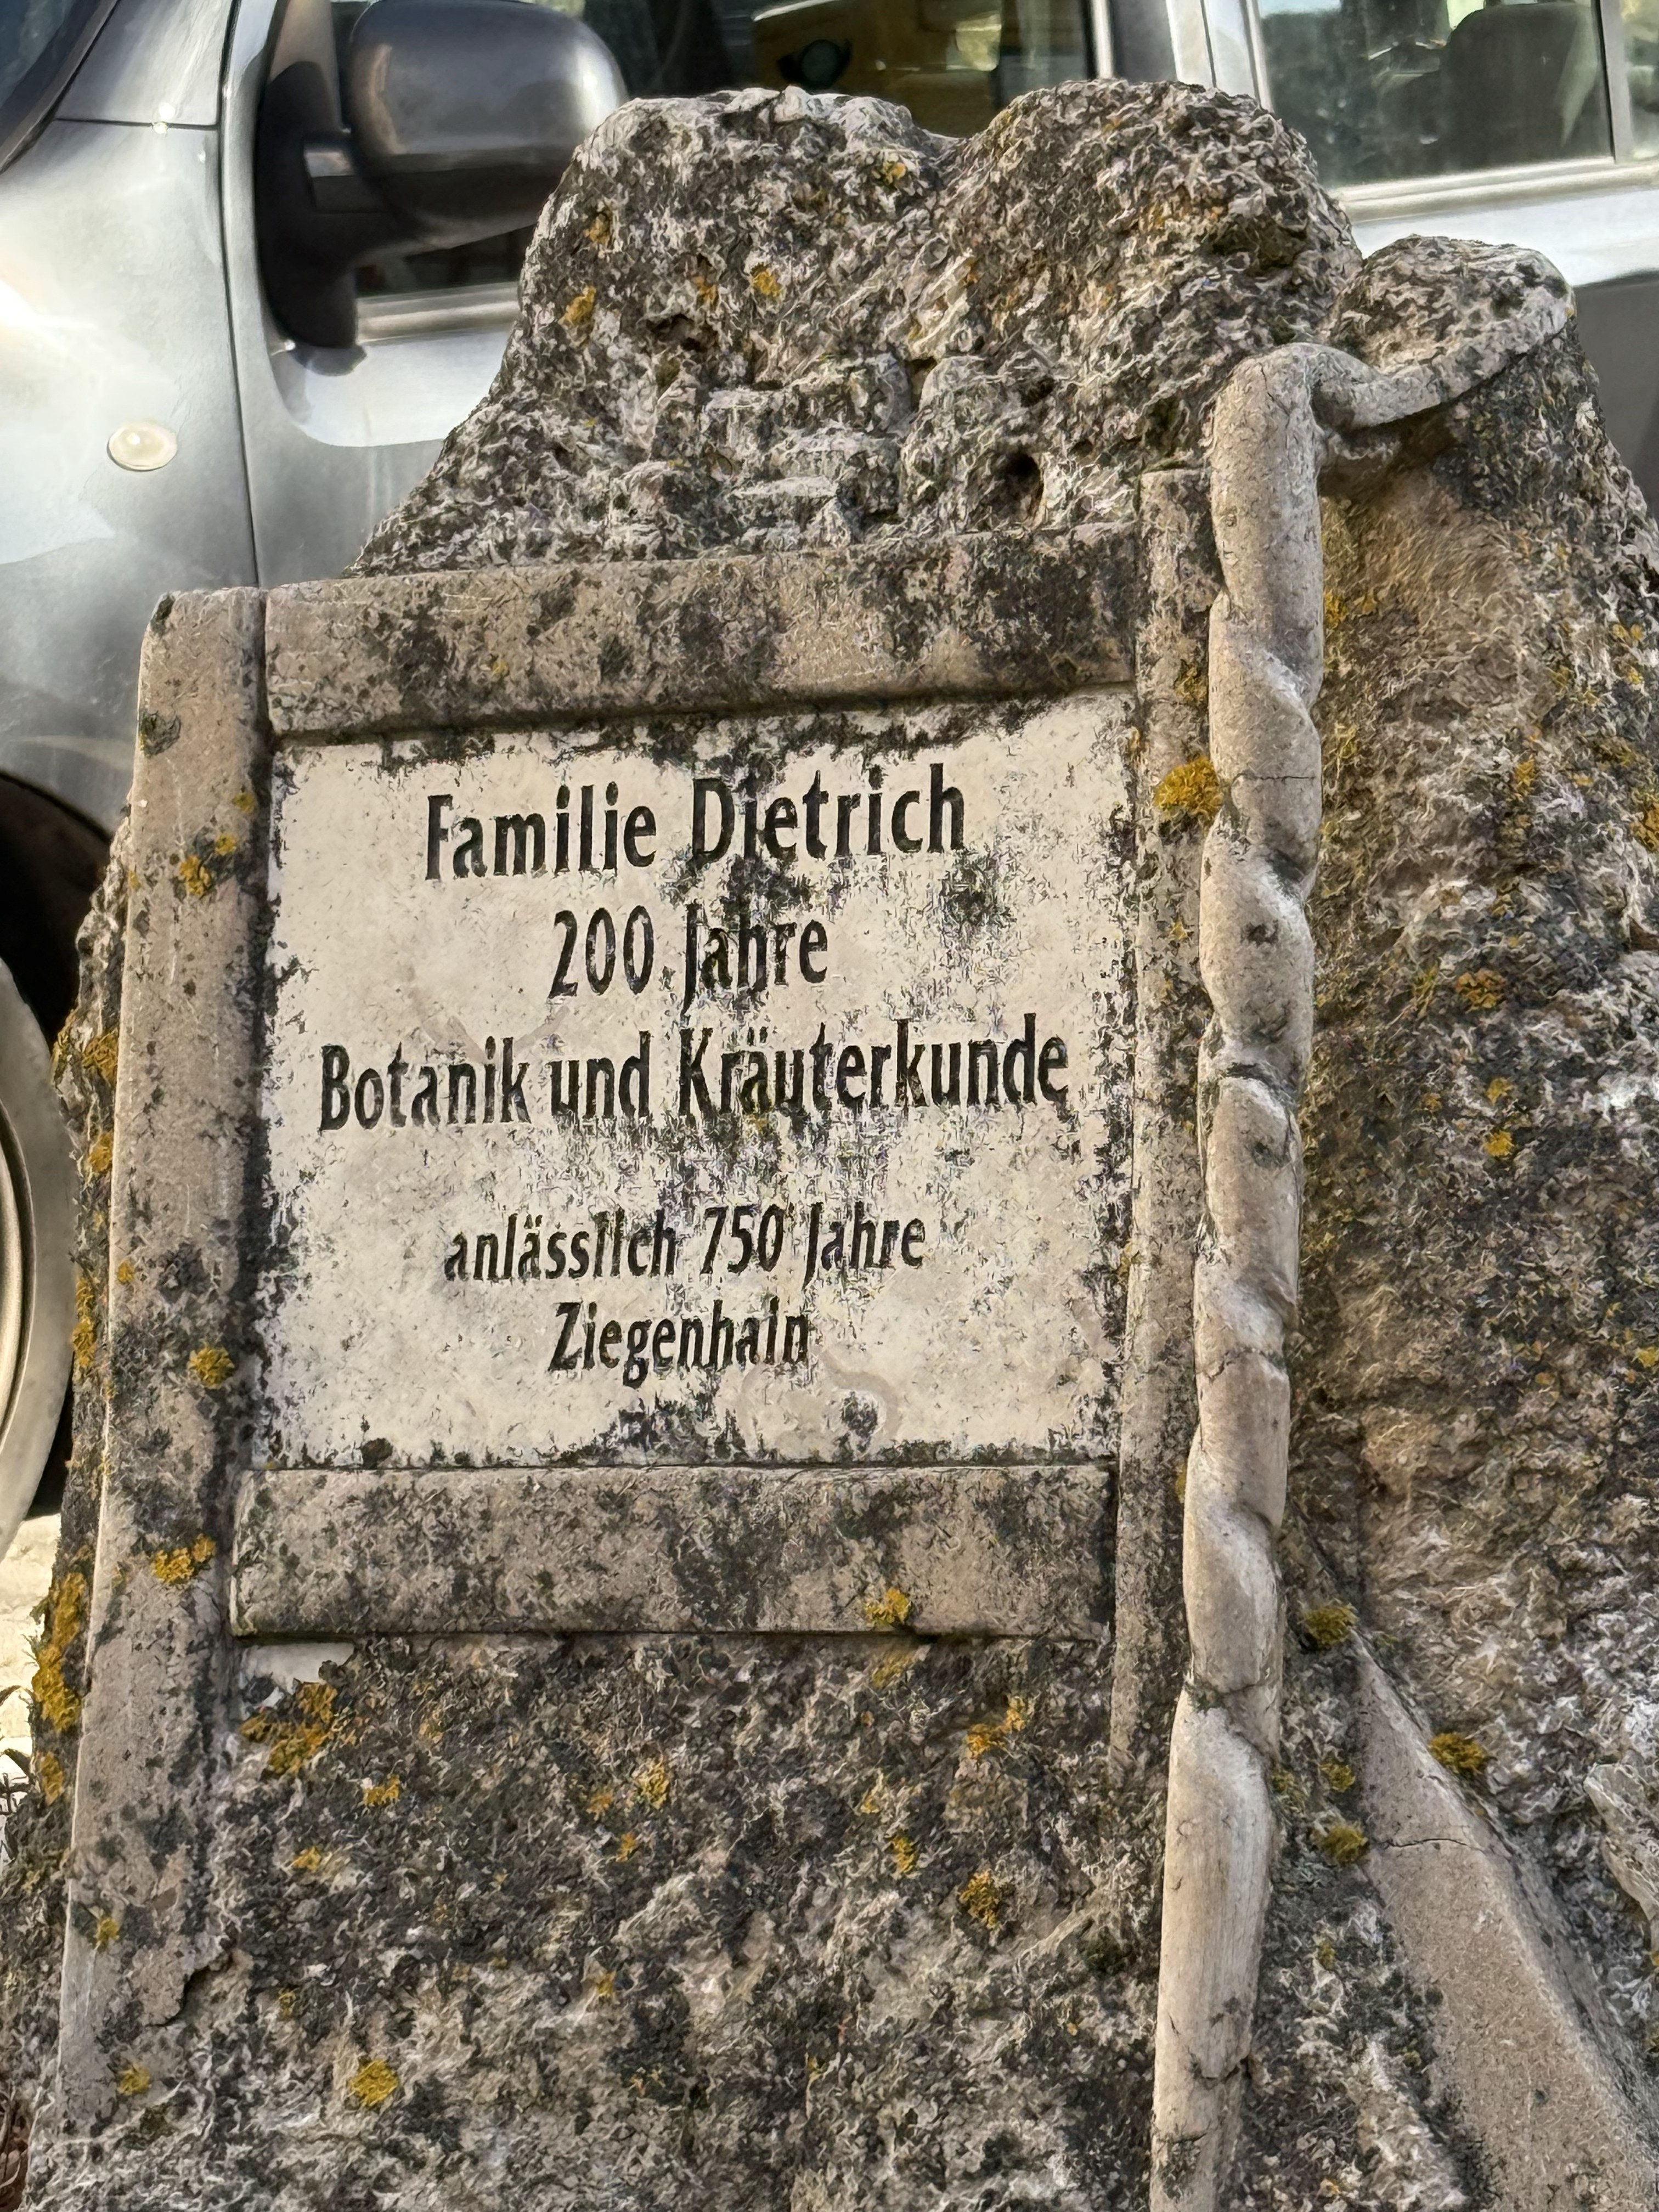 Familie Dietrich
200 Jahre
Botanik und Kräuterkunde
anlässlich 750 Jahre
Ziegenhain